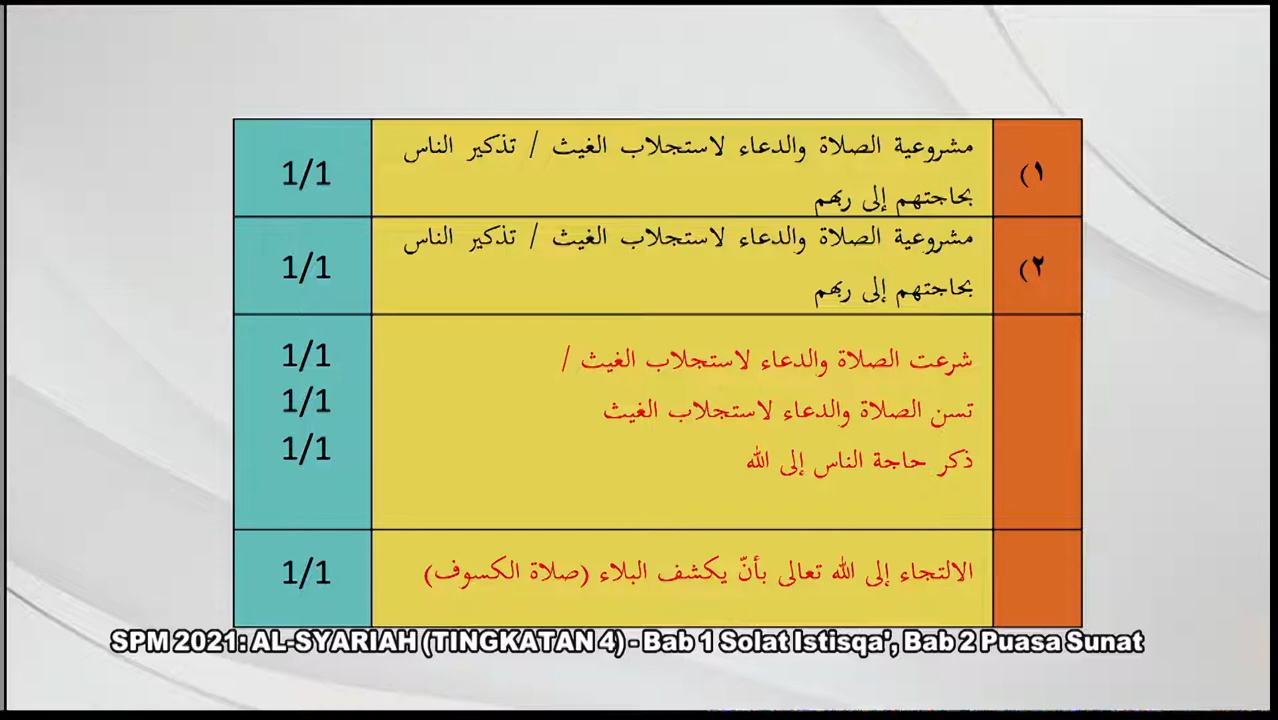 ١)
مشروعية الصلاة والدعاء لاستجلاب الغيث / تذكير الناس
بحاجتهم إلى ربهم
1/1
٢)
مشروعية الصلاة والدعاء لاستجلاب الغيث / تذكير الناس
بحاجتهم إلى ربهم
1/1
شرعت الصلاة والدعاء لاستجلاب الغيث /
1/1
تسن الصلاة والدعاء لاستجلاب الغيث
1/1
ذكر حاجة الناس إلى الله
1/1
الالتجاء إلى الله تعالى بأنّ يكشف البلاء (صلاة الكسوف)
1/1
SPM 2021: AL-SYARIAH (TINGKATAN 4) - Bab 1 Solat Istisqa', Bab 2 Puasa Sunat